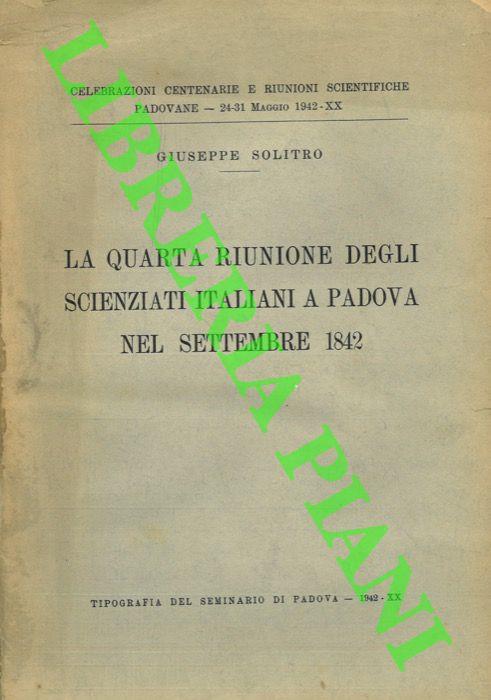 CELEBRAZIONI CENTENARIE E RIUNIONI SCIENTIFICHE
PADOVANE — 24-31 MAGGIO 1942-XX
GIUSEPPE SOLITRO
LA QUARTA RIUNIONE DEGLI
SCIENZIATI ITALIANI A PADOVA
NEL SETTEMBRE 1842
TIPOGRAFIA DEL SEMINARIO DI PADOVA — 1942-XX
LIBRERIA PIANI